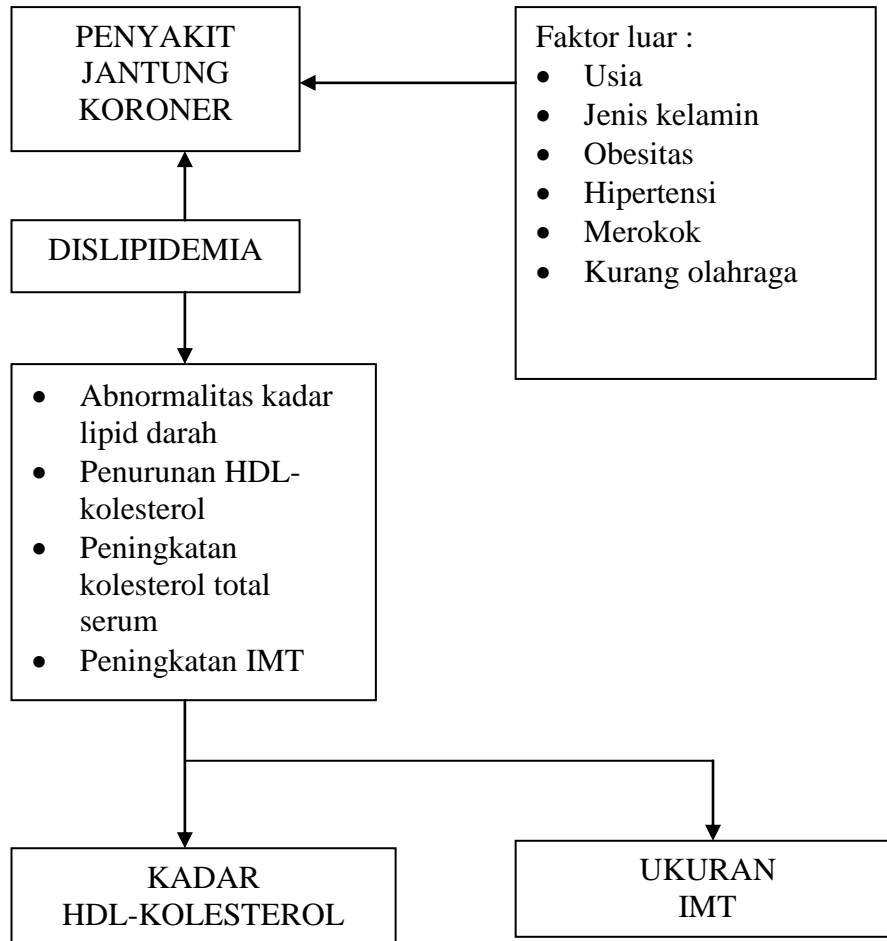 PENYAKIT
JANTUNG
KORONER
Faktor luar :
• Usia
• Jenis kelamin
• Obesitas
• Hipertensi
• Merokok
• Kurang olahraga
DISLIPIDEMIA
• Abnormalitas kadar
lipid darah
• Penurunan HDL-
kolesterol
• Peningkatan
kolesterol total
serum
• Peningkatan IMT
KADAR
HDL-KOLESTEROL
UKURAN
IMT